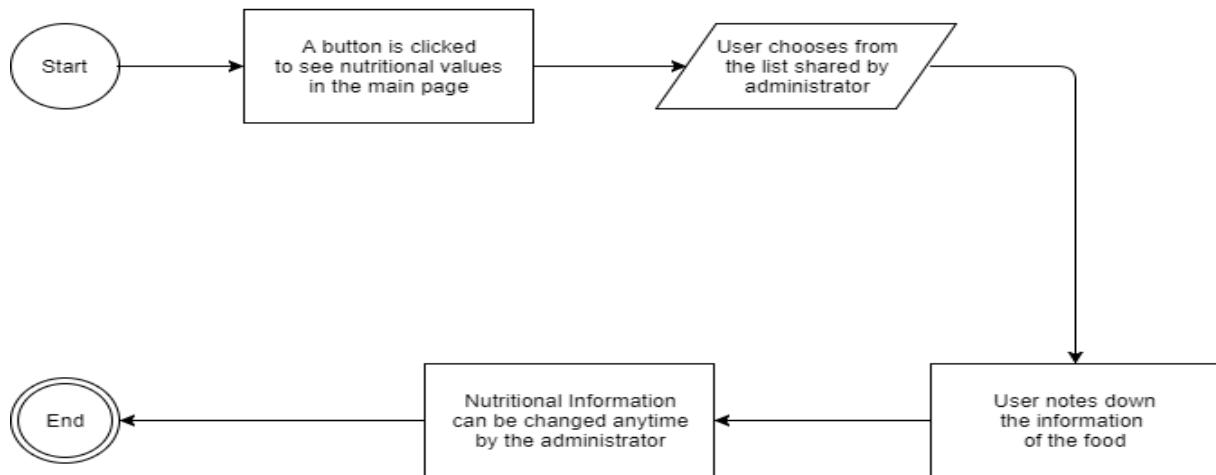 Start
A button is clicked
to see nutritional values
in the main page
User chooses from
the list shared by
administrator
User notes down
the information
of the food
Nutritional Information
can be changed anytime
by the administrator
End